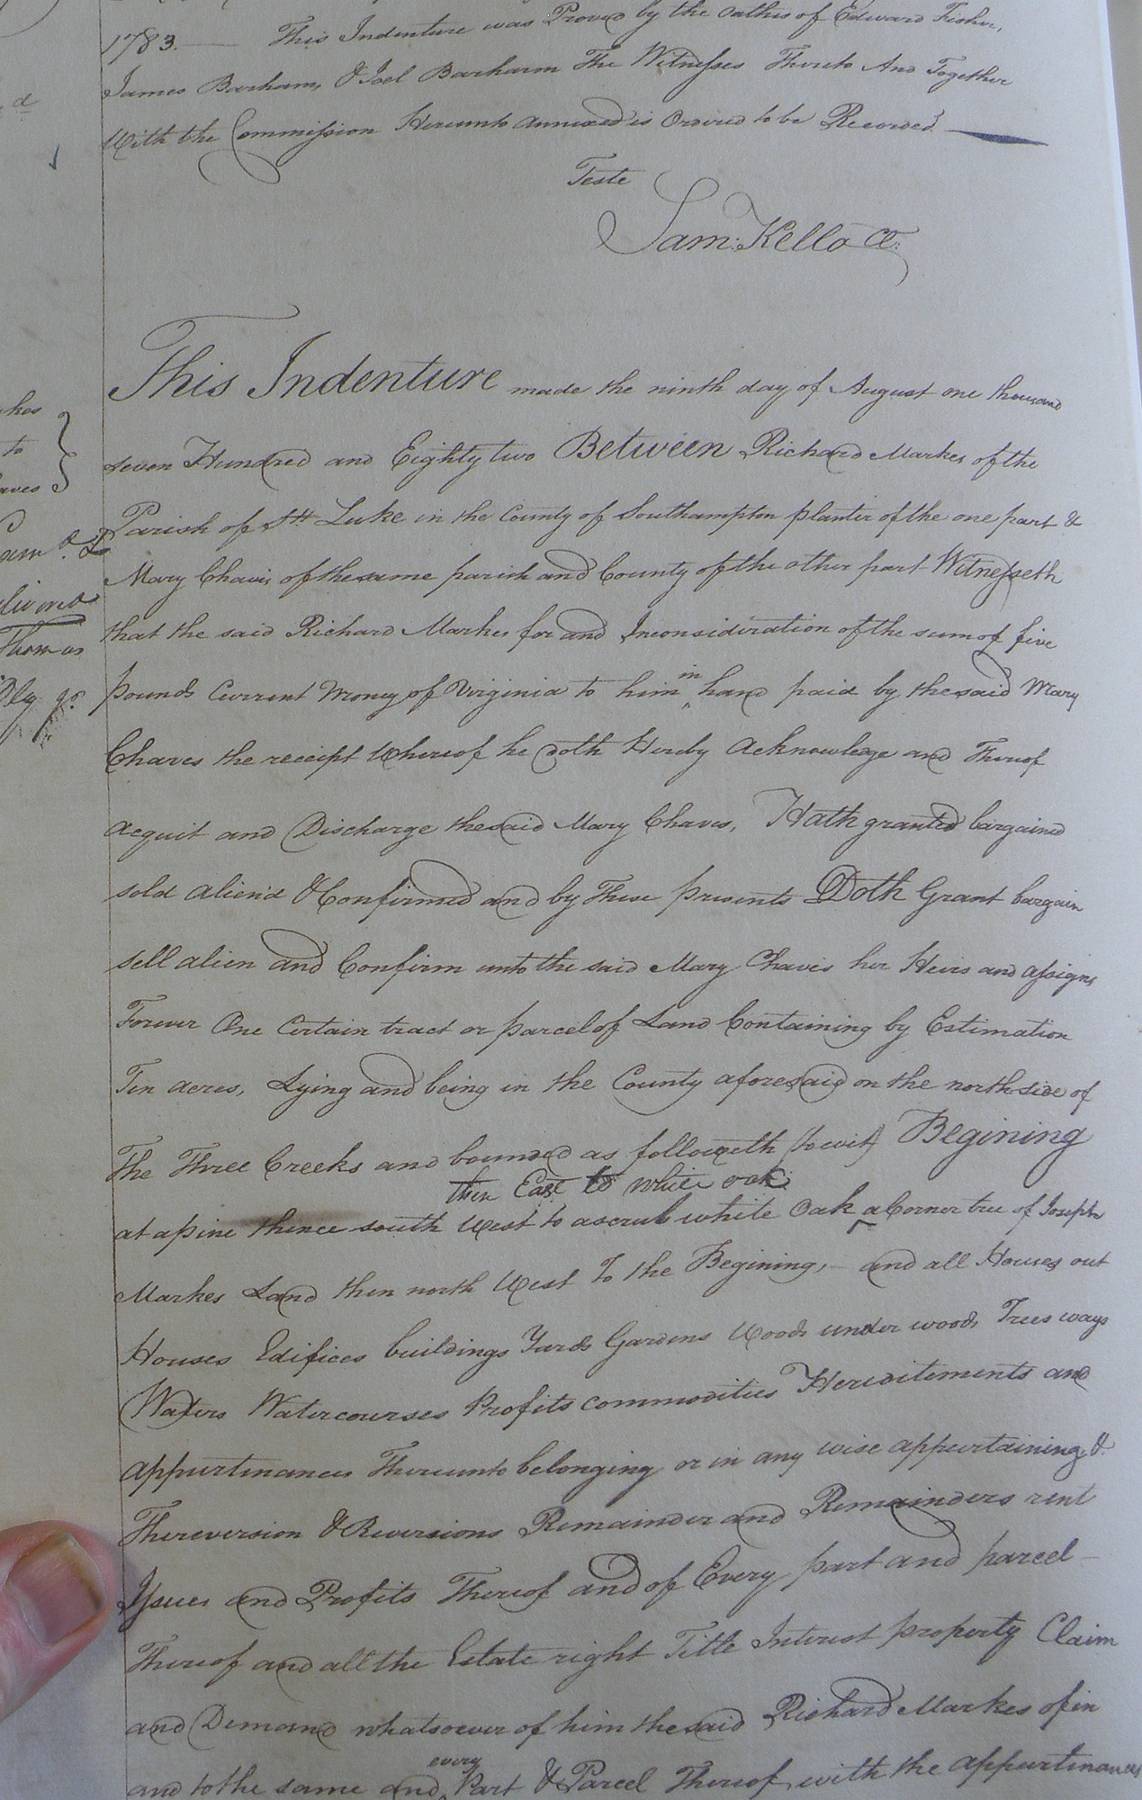 1783. — This Indenture was Proved by the oaths of Edward Fisher,
James Barham, & Joel Barham The Witnesses Thereto And Together
With the Commission Hereunto annexed is Ordered to be Recorded
Teste
Sam: Kello Cl:
d
kes
to
aves
am
livered
Thomas
This Indenture made the ninth day of August one thousand
seven Hundred and Eighty two Between Richard Markes of the
Parish of St Luke in the County of Southampton planter of the one part &
Mary Chavis of the same parish and County of the other part Witnesseth
that the said Richard Markes for and Inconsideration of the sum of five
pounds Current Money of Virginia to him in hand paid by the said Mary
Chaves the receipt Whereof he doth Hereby Acknowlege and Thereof
acquit and Discharge the said Mary Chaves, Hath granted bargained
sold aliend & Confirmed and by These presents Doth Grant bargain
sell alien and Confirm unto the said Mary Chaves her Heirs and assigns
Forever One Certain tract or parcel of Land Containing by Estimation
Ten acres, Lying and being in the County aforesaid on the north side of
The Three Creeks and bounded as followeth (to wit) Begining
then East to white oak
at a pine thence south West to a scrub white Oak a Corner tree of Joseph
Markes Land then north West To the Begining, — and all Houses out
Houses Edifices buildings Yards Gardens Woods under woods Trees ways
Waters Watercourses Profits commodities Hereditements and
appurtinances Thereunto belonging or in any wise appurtaining &
Thereversion & Reversions Remainder and Remainders rent
Issues and Profits Thereof and of Every part and parcel —
Thereof and all the Estate right Title Interest property Claim
and Demand whatsoever of him the said Richard Markes of in
and to the same and every Part & Parcel Thereof, with the appurtinances